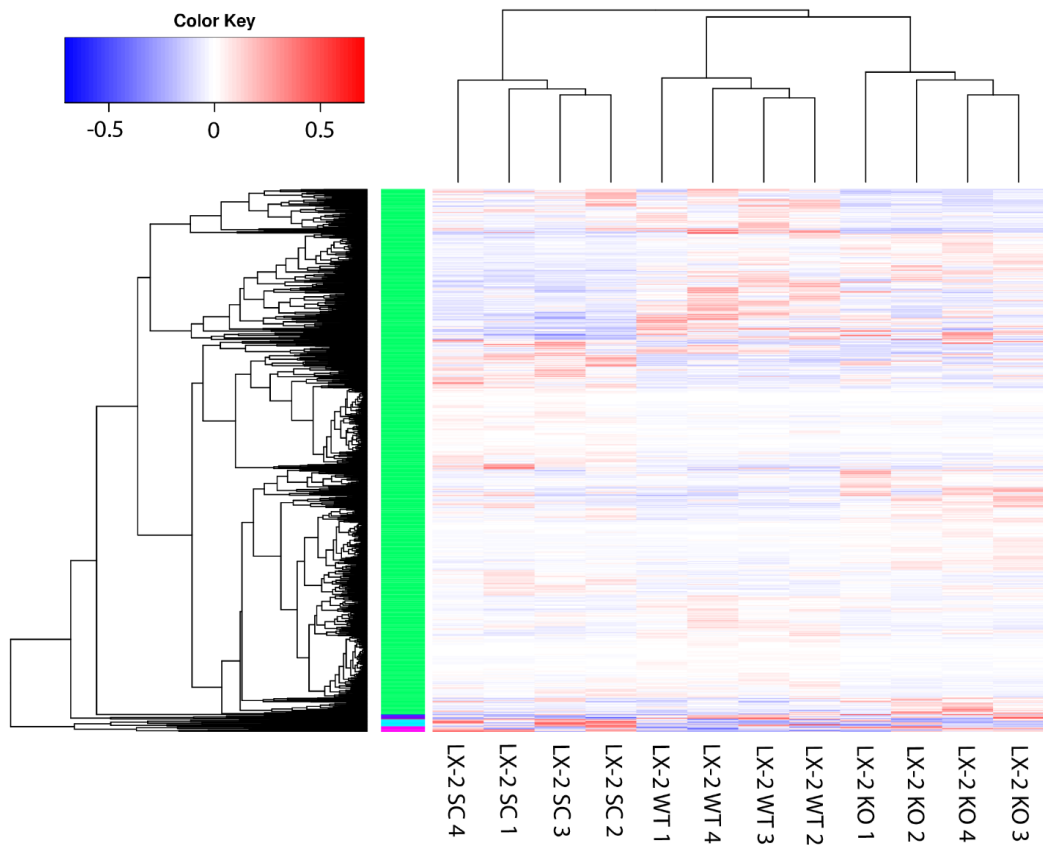 Color Key
-0.5 0 0.5
LX-2 SC 4
LX-2 SC 1
LX-2 SC 3
LX-2 SC 2
LX-2 WT 1
LX-2 WT 4
LX-2 WT 3
LX-2 WT 2
LX-2 KO 1
LX-2 KO 2
LX-2 KO 4
LX-2 KO 3